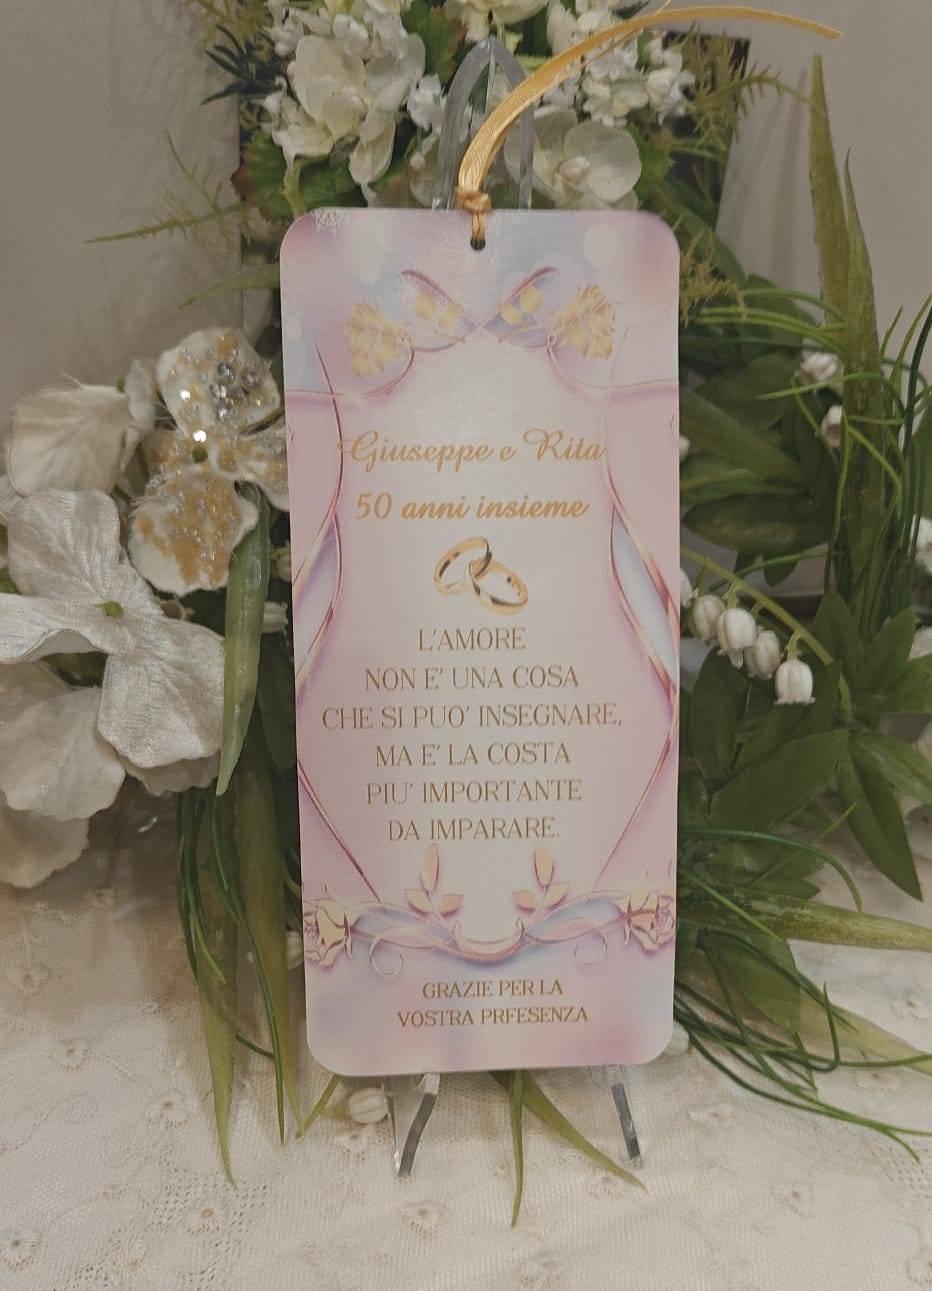 Giuseppe e Rita
50 anni insieme
L'AMORE
NON E' UNA COSA
CHE SI PUO' INSEGNARE,
MA E' LA COSTA
PIU' IMPORTANTE
DA IMPARARE.
GRAZIE PER LA
VOSTRA PRFESENZA